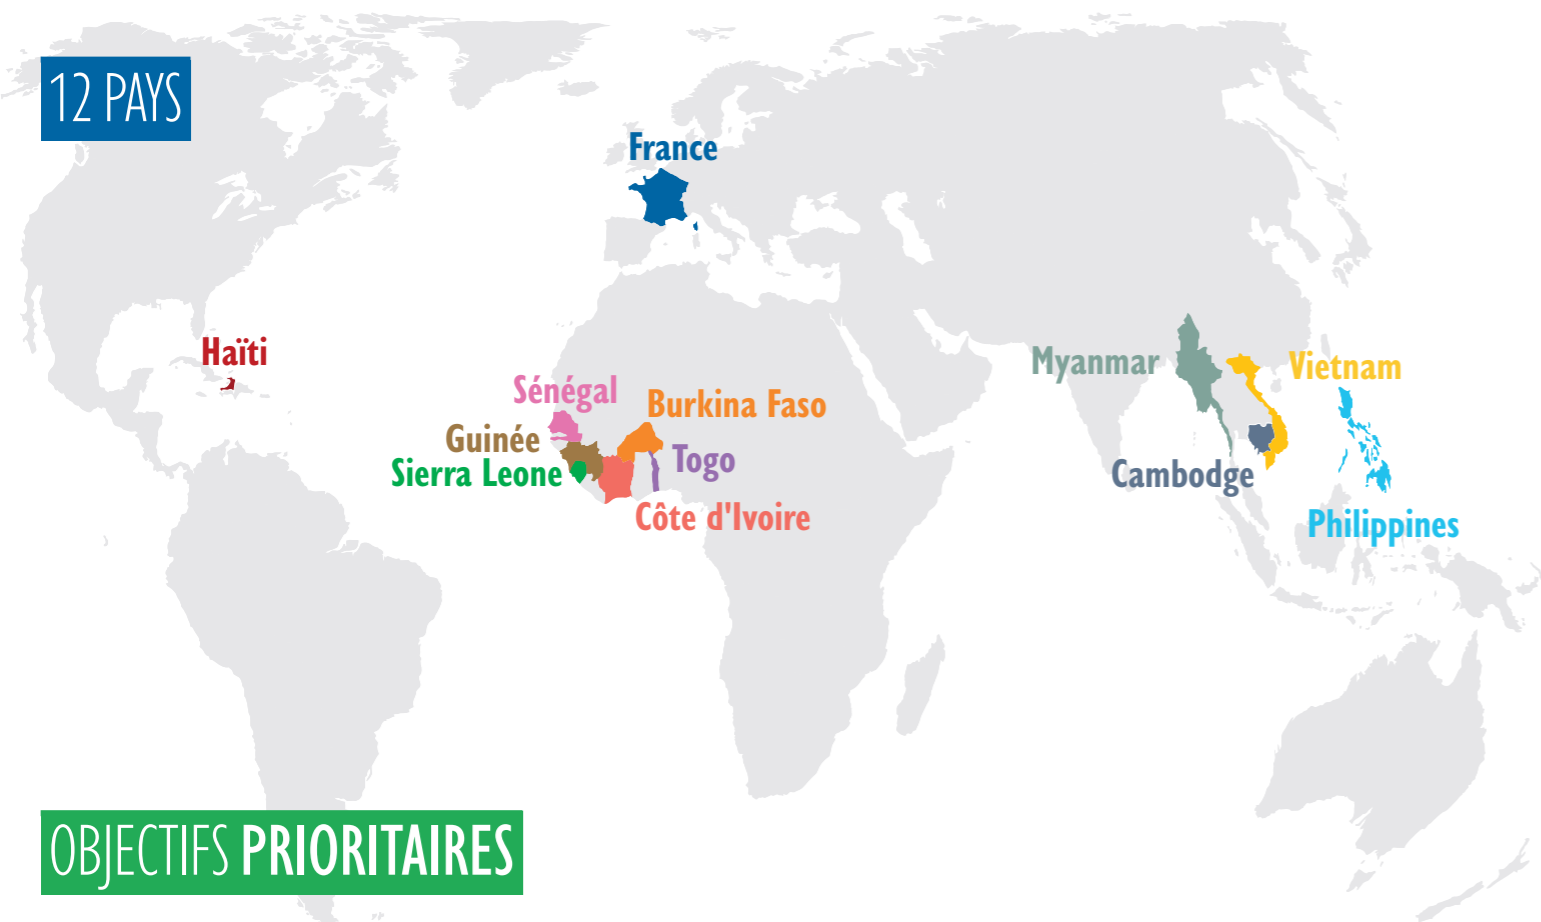 12 PAYS
France
Haïti
Myanmar
Vietnam
Sénégal
Burkina Faso
Guinée
Togo
Sierra Leone
Cambodge
Côte d'Ivoire
Philippines
OBJECTIFS PRIORITAIRES